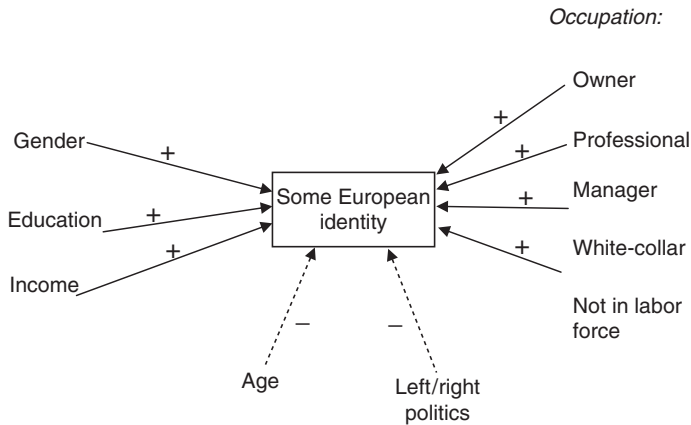 Occupation:
Owner
+
Gender
+
+
Professional
Some European
identity
Manager
+
Education
+
+
White-collar
+
Income
Not in labor
force
–
–
Age
Left/right
politics